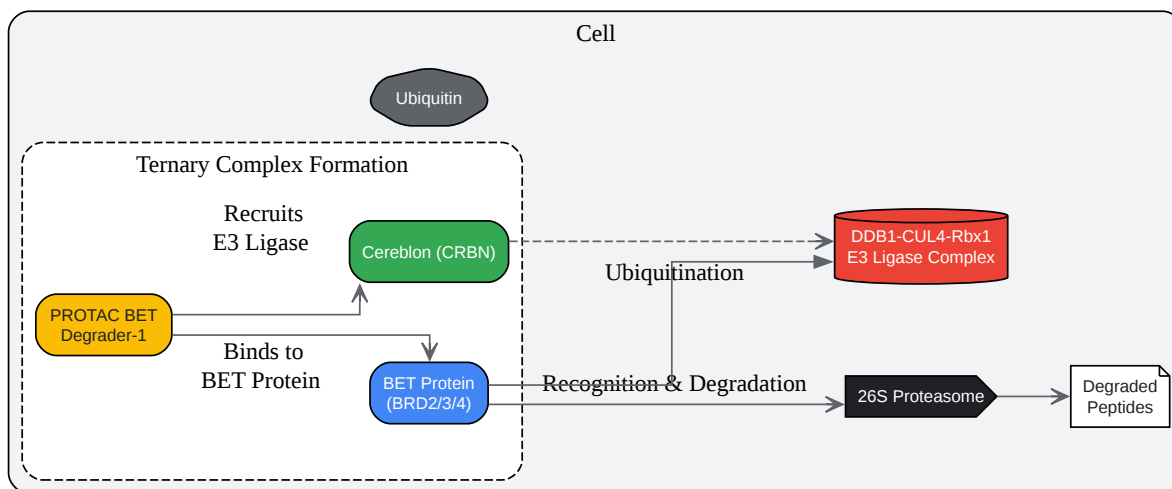 Cell
Ubiquitin
Ternary Complex Formation
Recruits
E3 Ligase
Cereblon (CRBN)
DDB1-CUL4-Rbx1
E3 Ligase Complex
Ubiquitination
PROTAC BET
Degrader-1
Binds to
BET Protein
BET Protein
(BRD2/3/4)
Recognition & Degradation
26S Proteasome
Degraded
Peptides